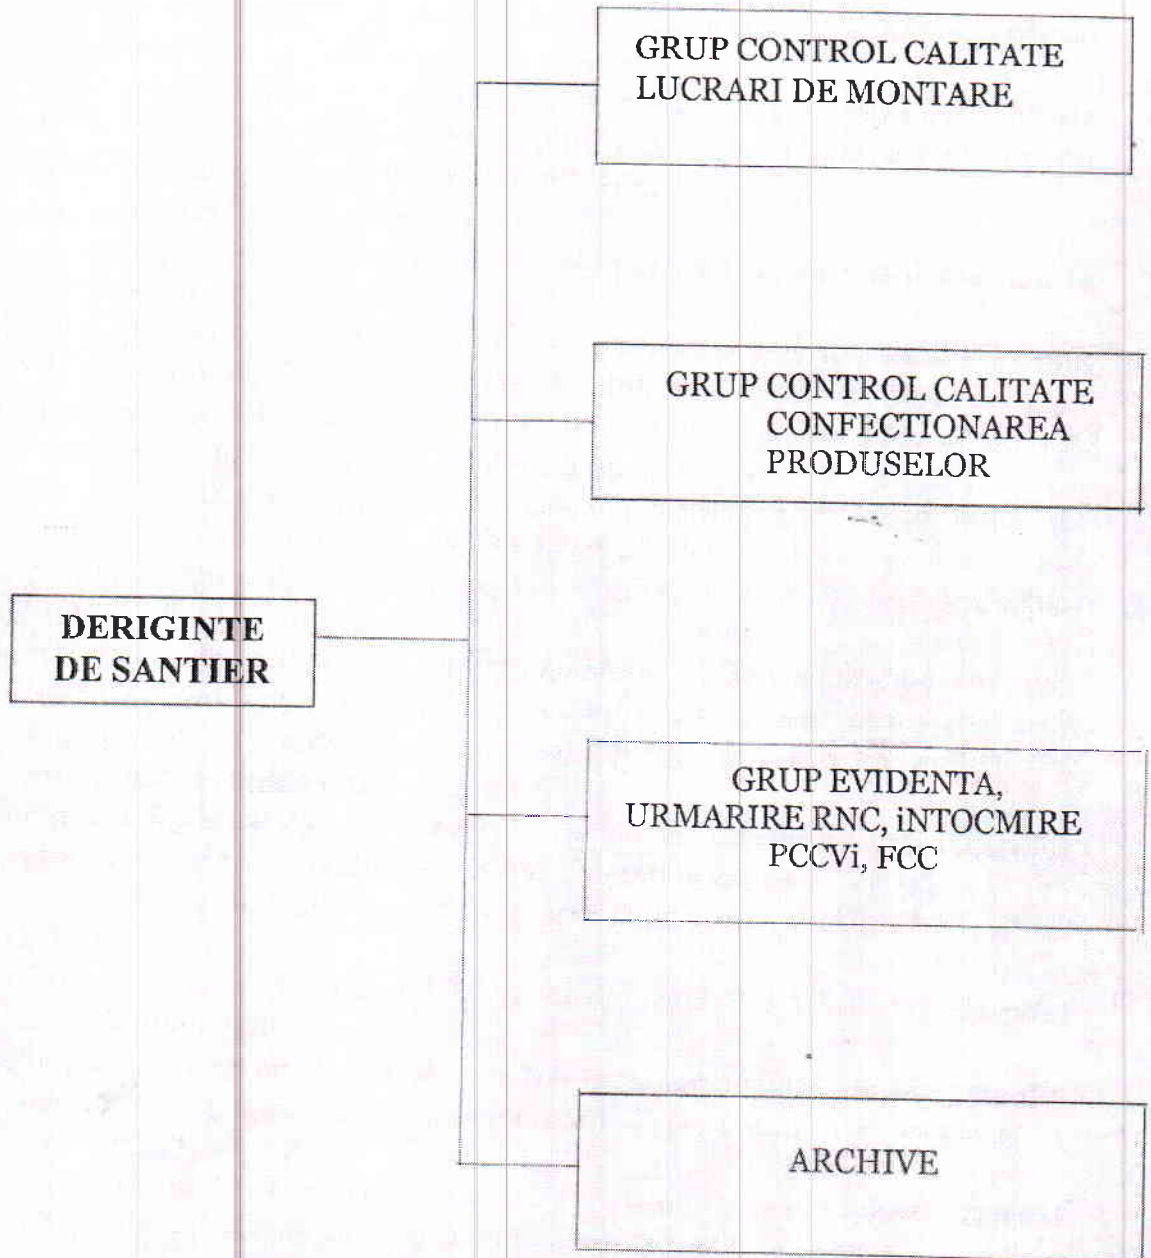 GRUP CONTROL CALITATE
LUCRARI DE MONTARE
GRUP CONTROL CALITATE
CONFECTIONAREA
PRODUSELOR
DERIGINTE
DE SANTIER
GRUP EVIDENTA,
URMARIRE RNC, iNTOCMIRE
PCCVi, FCC
ARCHIVE